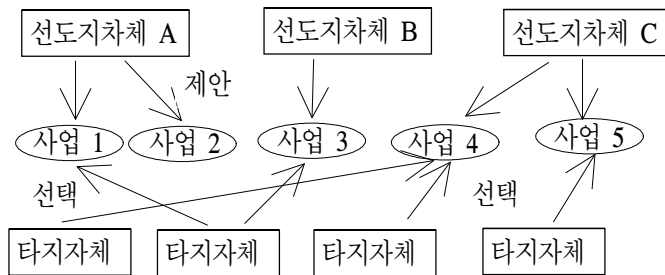 선도지차체 A 선도지차체 B 선도지차체 C
제안
사업 1 사업 2 사업 3 사업 4 사업 5
선택 선택
타지자체 타지자체 타지자체 타지자체